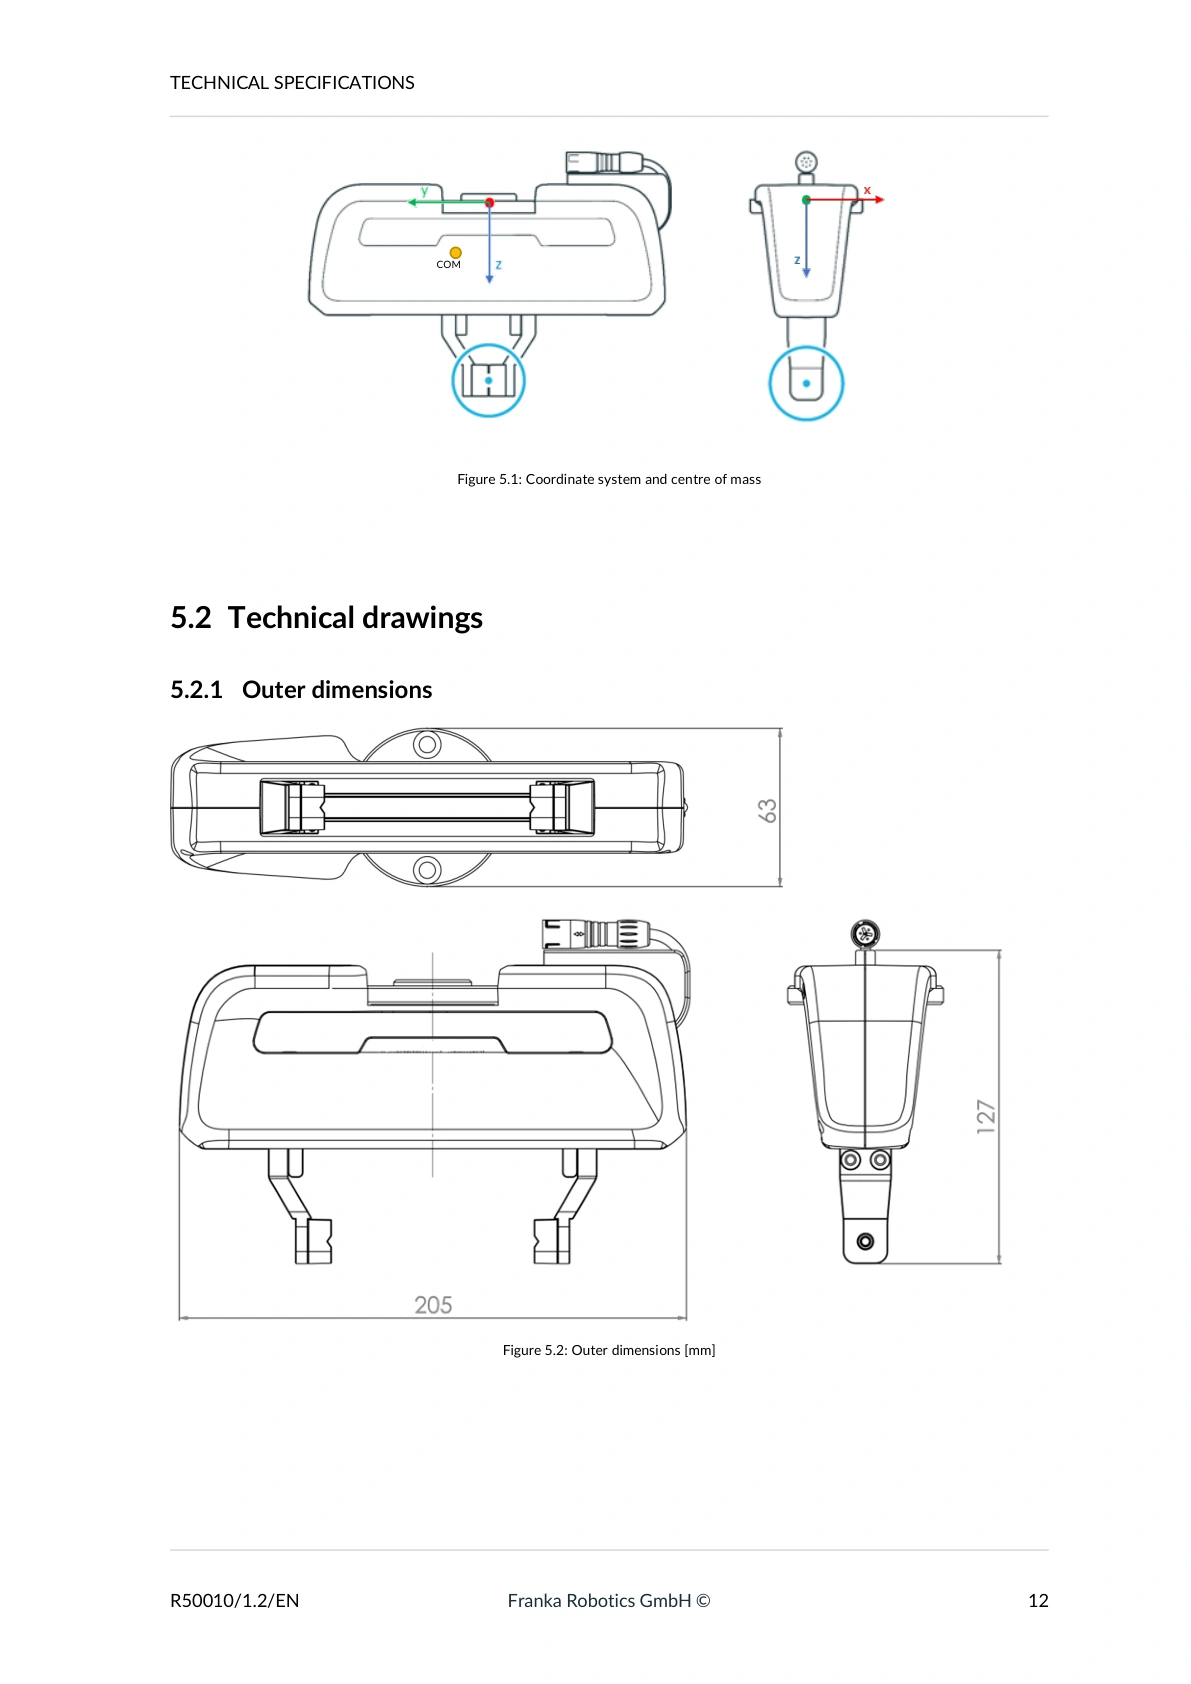 TECHNICAL SPECIFICATIONS
y
COM
z
x
z
Figure 5.1: Coordinate system and centre of mass
5.2 Technical drawings
5.2.1 Outer dimensions
63
127
205
Figure 5.2: Outer dimensions [mm]
R50010/1.2/EN
Franka Robotics GmbH ©
12